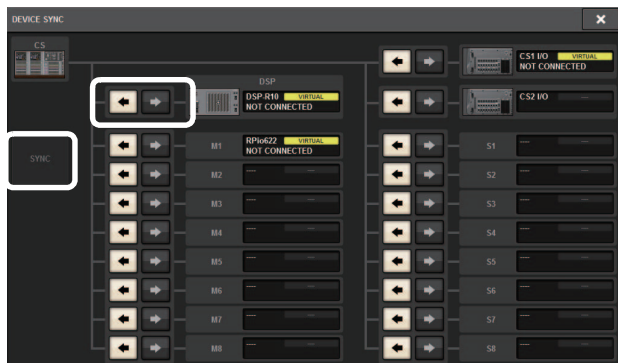 DEVICE SYNC
CS
CS1 I/O VIRTUAL
NOT CONNECTED
DSP
DSP-R10 VIRTUAL
NOT CONNECTED
CS2 I/O
SYNC
M1 RPio622 VIRTUAL
NOT CONNECTED
S1
M2
S2
M3
S3
M4
S4
M5
S5
M6
S6
M7
S7
M8
S8